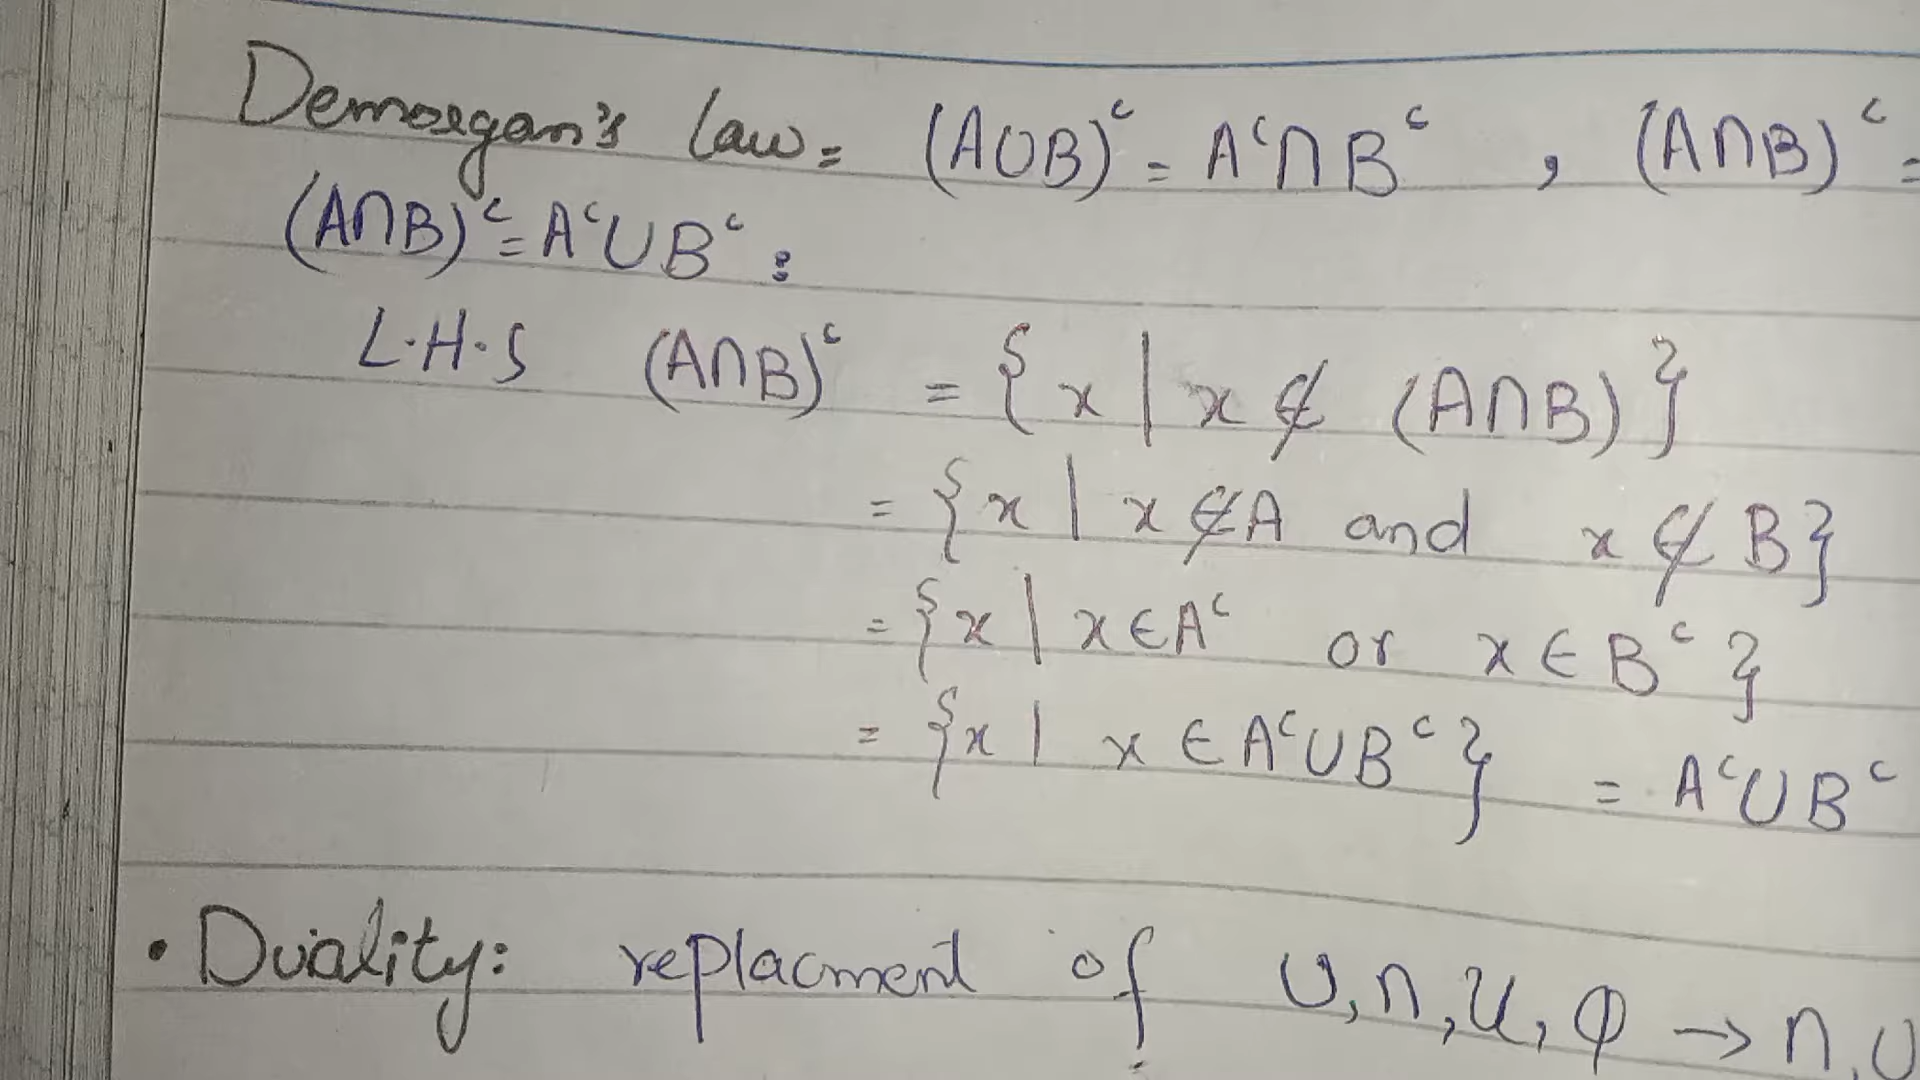 Demorgan's law = (A∪B)ᶜ = Aᶜ∩Bᶜ , (A∩B)ᶜ =
(A∩B)ᶜ = Aᶜ∪Bᶜ :
L.H.S (A∩B)ᶜ = {x | x ∉ (A∩B)}
= {x | x ∉ A and x ∉ B}
= {x | x ∈ Aᶜ or x ∈ Bᶜ}
= {x | x ∈ Aᶜ∪Bᶜ} = Aᶜ∪Bᶜ
• Duality: replacment of ∪, ∩, U, φ → ∩, ∪